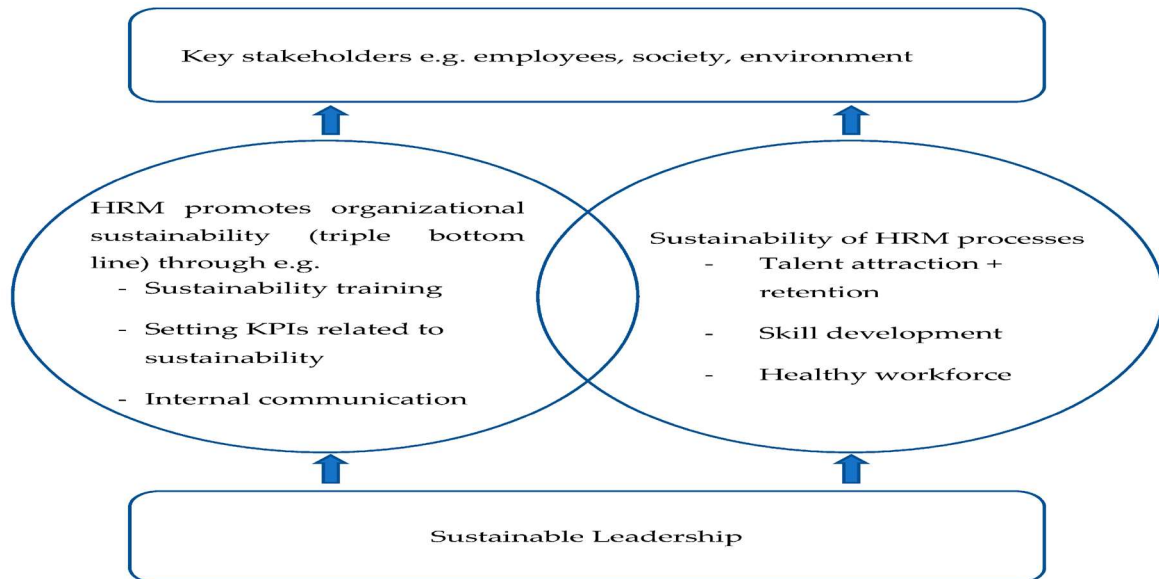 Key stakeholders e.g. employees, society, environment
HRM promotes organizational
sustainability (triple bottom
line) through e.g.
- Sustainability training
- Setting KPIs related to
sustainability
- Internal communication
Sustainability of HRM processes
- Talent attraction +
retention
- Skill development
- Healthy workforce
Sustainable Leadership